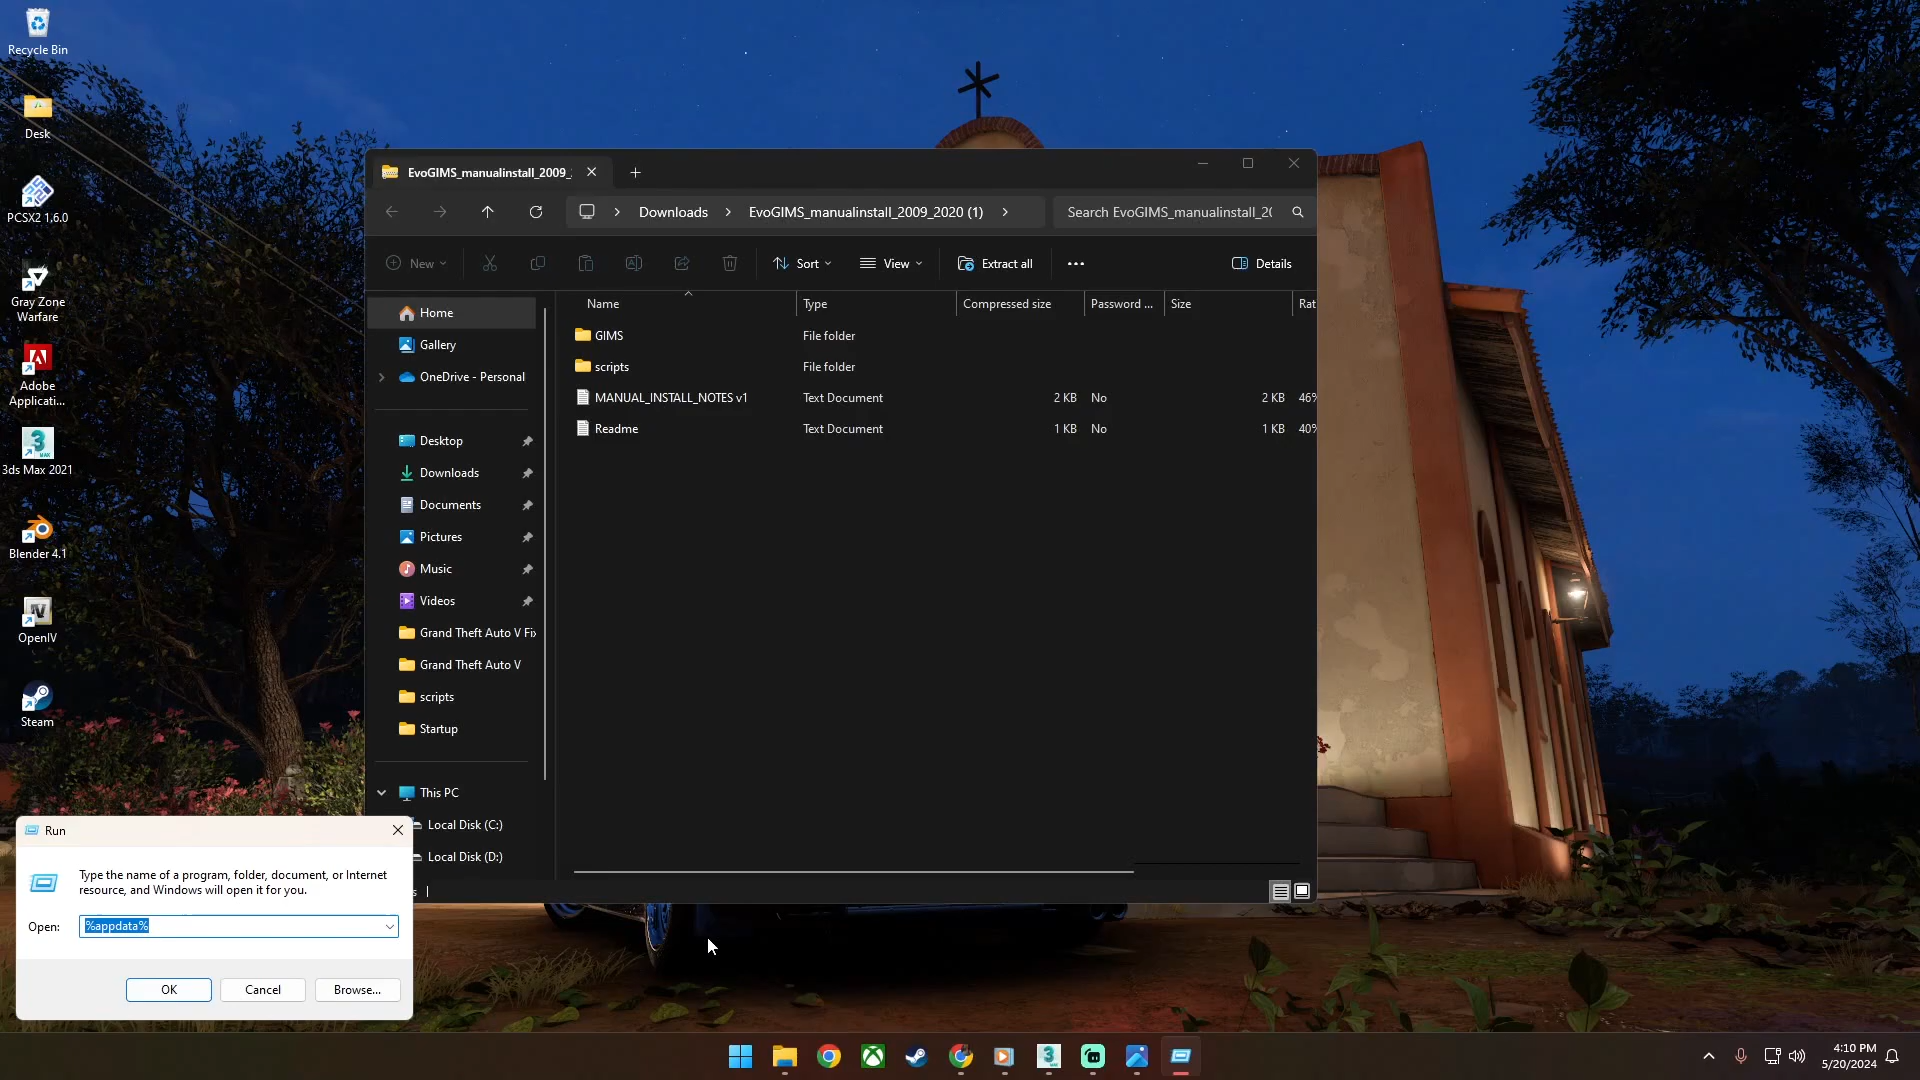 Recycle Bin
Desk
PCSX2 1,6.0
Gray Zone
Warfare
Adobe
Applicati...
3ds Max 2021
Blender 4.1
OpenIV
Steam
EvoGIMS_manualinstall_2009_:
Downloads
EvoGIMS_manualinstall_2009_2020 (1)
Search EvoGIMS_manualinstall_20
New
Sort
View
Extract all
Details
Name
Type
Compressed size
Password ...
Size
Rat
Home
Gallery
OneDrive - Personal
Desktop
Downloads
Documents
Pictures
Music
Videos
Grand Theft Auto V Fix
Grand Theft Auto V
scripts
Startup
This PC
Local Disk (C:)
Local Disk (D:)
GIMS File folder
scripts File folder
MANUAL_INSTALL_NOTES v1 Text Document 2 KB No 2 KB 46%
Readme Text Document 1 KB No 1 KB 40%
s
Run
Type the name of a program, folder, document, or Internet
resource, and Windows will open it for you.
Open: %appdata%
OK
Cancel
Browse...
4:10 PM
5/20/2024